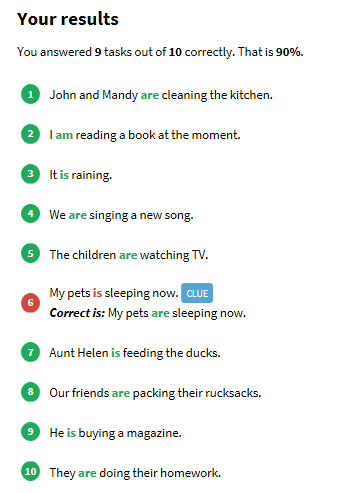 Your results
You answered 9 tasks out of 10 correctly. That is 90%.
1 John and Mandy are cleaning the kitchen.
2 I am reading a book at the moment.
3 It is raining.
4 We are singing a new song.
5 The children are watching TV.
6 My pets is sleeping now. CLUE
Correct is: My pets are sleeping now.
7 Aunt Helen is feeding the ducks.
8 Our friends are packing their rucksacks.
9 He is buying a magazine.
10 They are doing their homework.